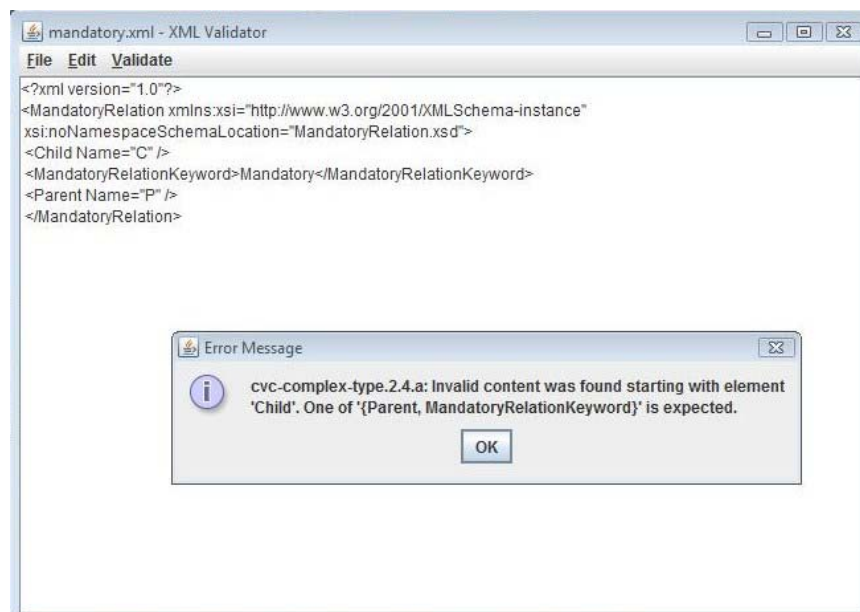 mandatory.xml - XML Validator
File Edit Validate
<?xml version="1.0"?>
<MandatoryRelation xmlns:xsi="http://www.w3.org/2001/XMLSchema-instance"
xsi:noNamespaceSchemaLocation="MandatoryRelation.xsd">
<Child Name="C" />
<MandatoryRelationKeyword>Mandatory</MandatoryRelationKeyword>
<Parent Name="P" />
</MandatoryRelation>
Error Message
cvc-complex-type.2.4.a: Invalid content was found starting with element
'Child'. One of '{Parent, MandatoryRelationKeyword}' is expected.
OK